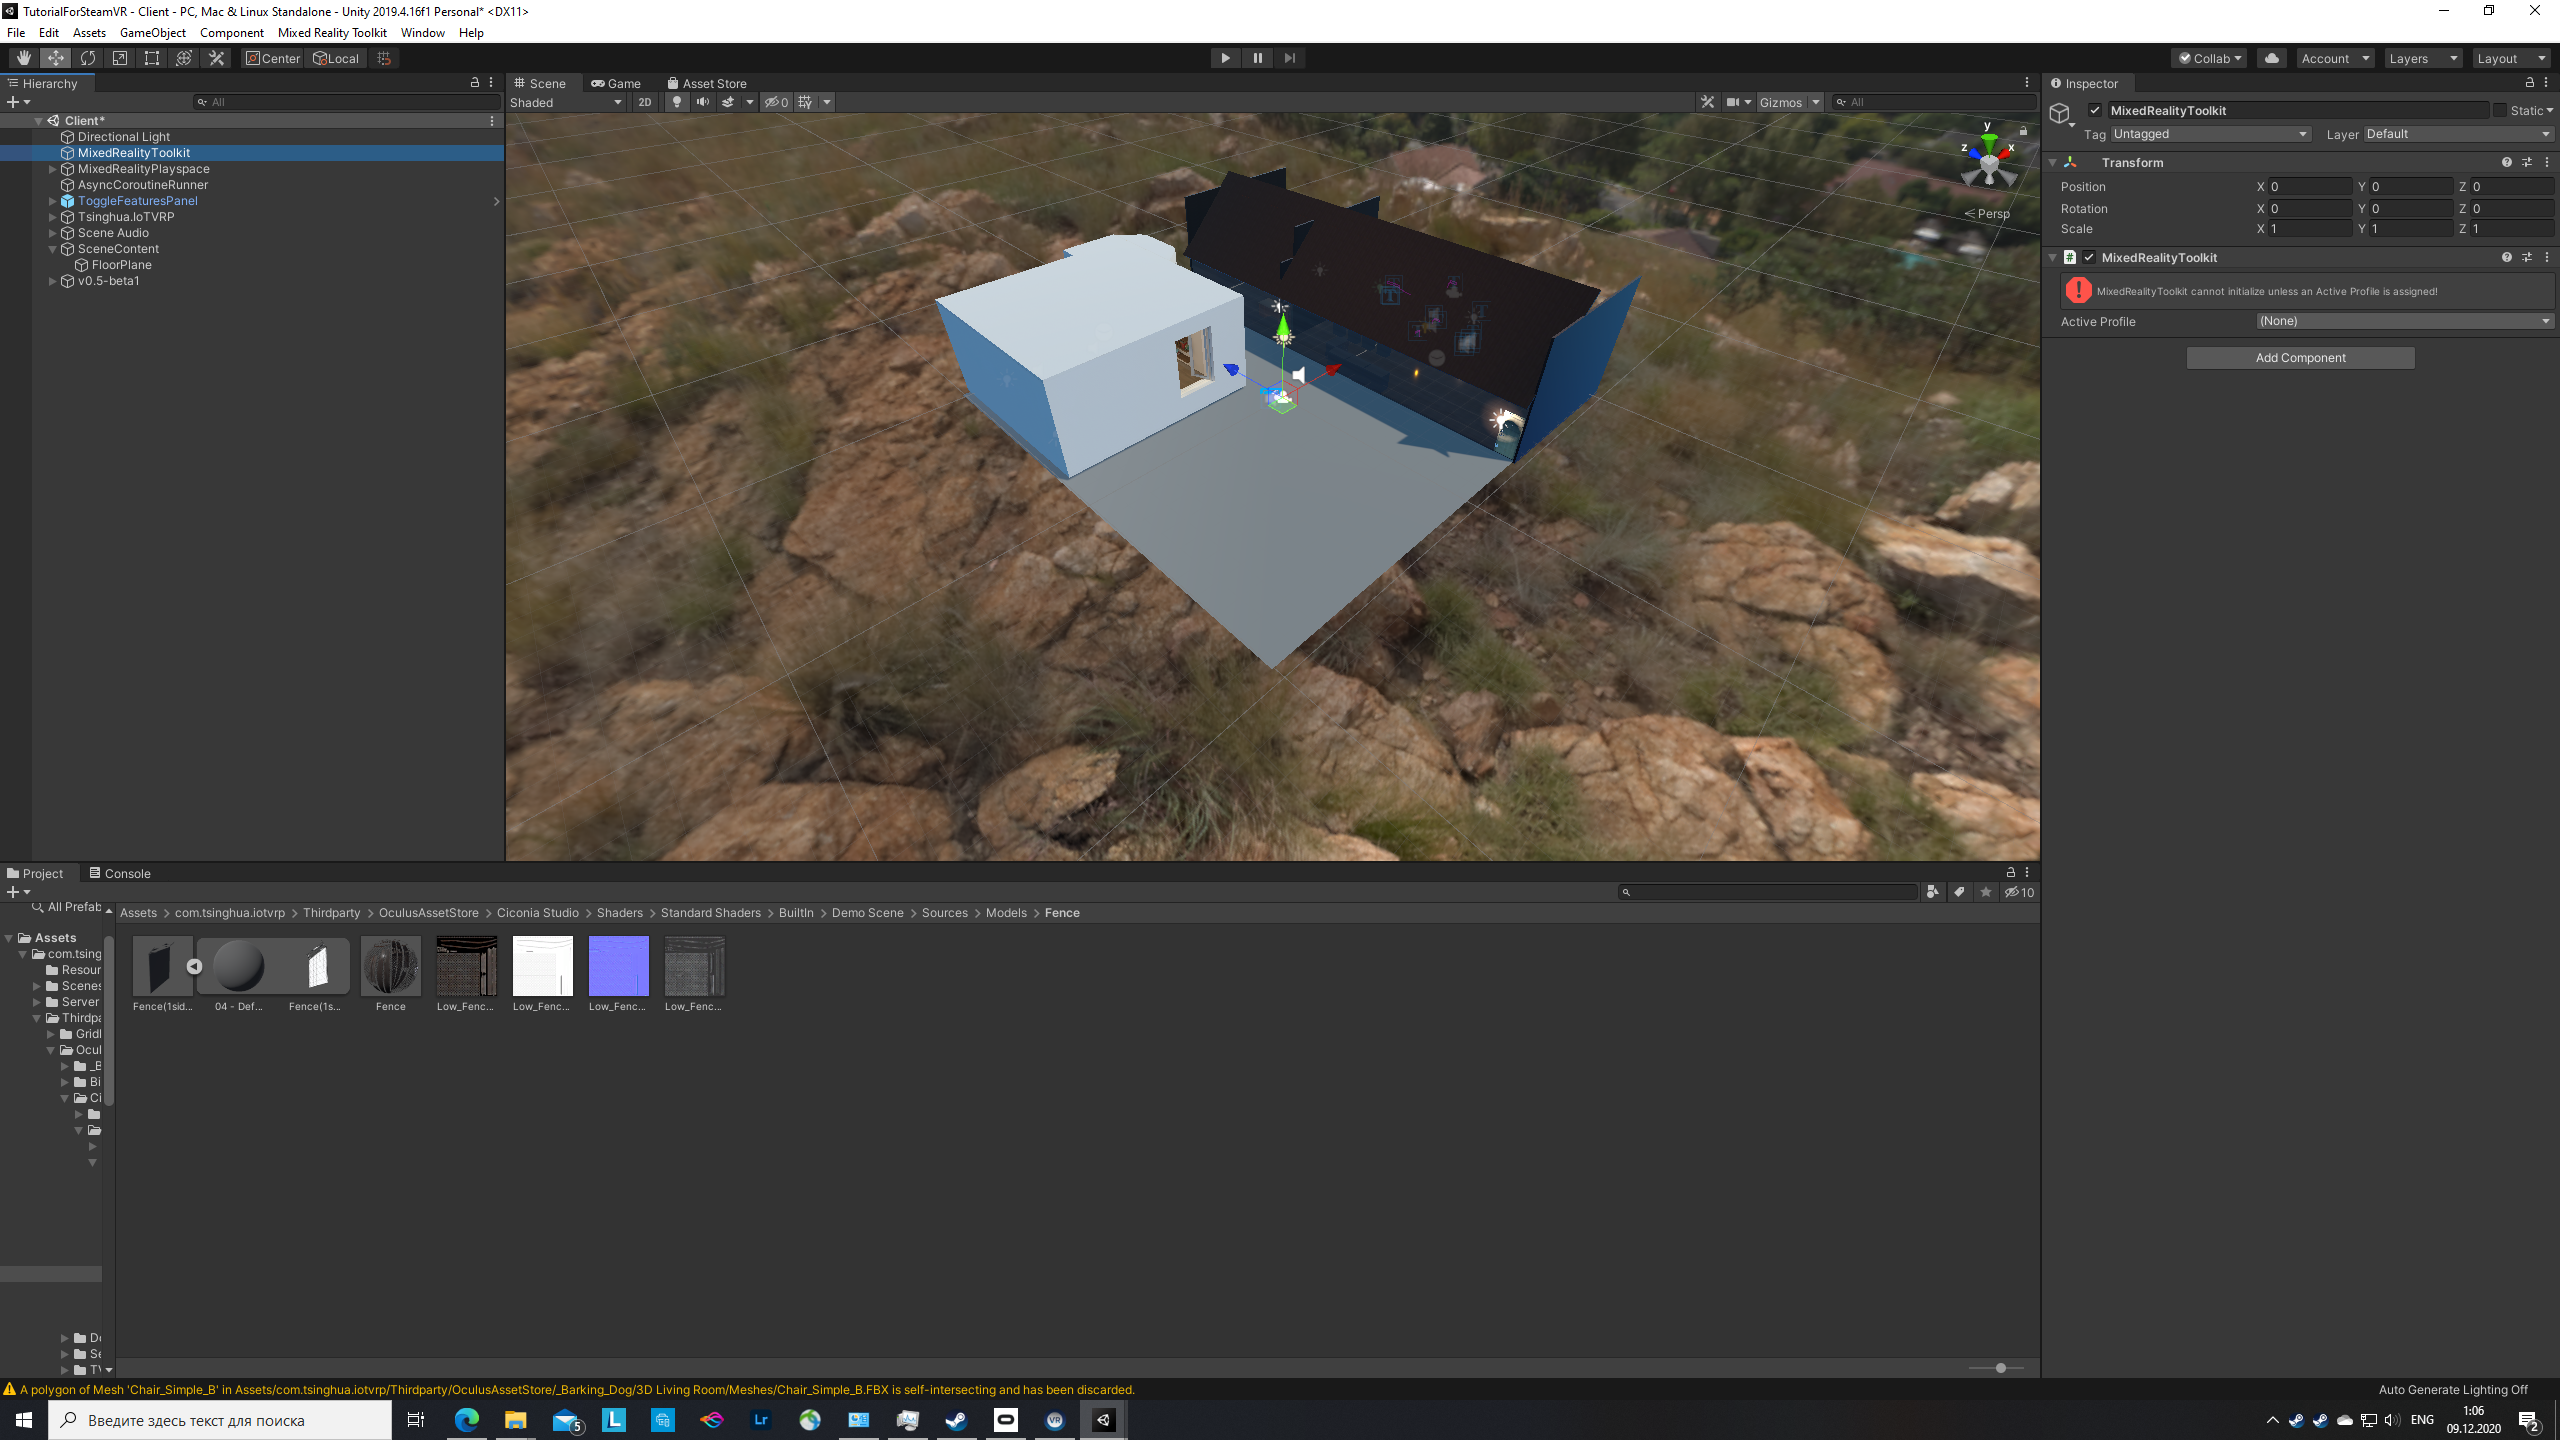 TutorialForSteamVR - Client - PC, Mac & Linux Standalone - Unity 2019.4.16f1 Personal* <DX11>
File Edit Assets GameObject Component Mixed Reality Toolkit Window Help
Center Local Collab Account Layers Layout
Hierarchy
All
Client*
Directional Light
MixedRealityToolkit
MixedRealityPlayspace
AsyncCoroutineRunner
ToggleFeaturesPanel
Tsinghua.IoTVRP
Scene Audio
SceneContent
FloorPlane
v0.5-beta1
Scene Game Asset Store
Shaded 2D 0 Gizmos All
y
z x
Persp
Inspector
MixedRealityToolkit Static
Tag Untagged Layer Default
Transform
Position X 0 Y 0 Z 0
Rotation X 0 Y 0 Z 0
Scale X 1 Y 1 Z 1
# MixedRealityToolkit
MixedRealityToolkit cannot initialize unless an Active Profile is assigned!
Active Profile (None)
Add Component
Project Console
10
All Prefab
Assets
com.tsing
Resour
Scenes
Server
Thirdpa
Gridl
Ocul
_B
Bi
Ci
De
Se
TV
Assets > com.tsinghua.iotvrp > Thirdparty > OculusAssetStore > Ciconia Studio > Shaders > Standard Shaders > BuiltIn > Demo Scene > Sources > Models > Fence
Fence(1sid... 04 - Def... Fence(1s... Fence Low_Fenc... Low_Fenc... Low_Fenc... Low_Fenc...
A polygon of Mesh 'Chair_Simple_B' in Assets/com.tsinghua.iotvrp/Thirdparty/OculusAssetStore/_Barking_Dog/3D Living Room/Meshes/Chair_Simple_B.FBX is self-intersecting and has been discarded.
Auto Generate Lighting Off
Введите здесь текст для поиска
5
L
Lr
VR
ENG
1:06
09.12.2020
2